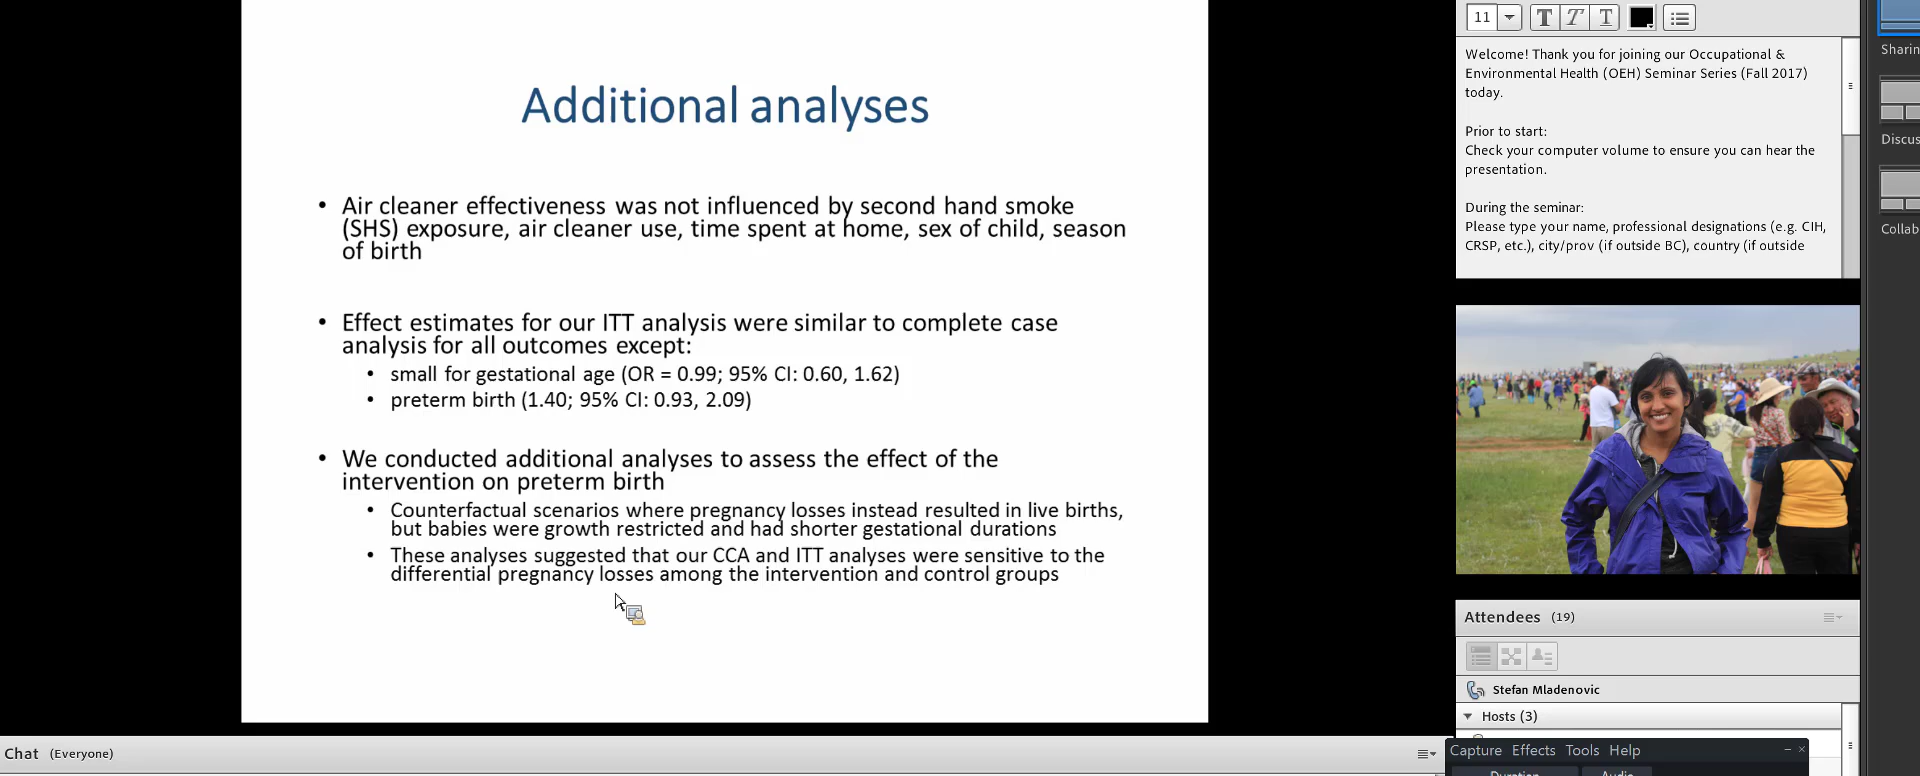 Additional analyses
• Air cleaner effectiveness was not influenced by second hand smoke
(SHS) exposure, air cleaner use, time spent at home, sex of child, season
of birth
• Effect estimates for our ITT analysis were similar to complete case
analysis for all outcomes except:
• small for gestational age (OR = 0.99; 95% CI: 0.60, 1.62)
• preterm birth (1.40; 95% CI: 0.93, 2.09)
• We conducted additional analyses to assess the effect of the
intervention on preterm birth
• Counterfactual scenarios where pregnancy losses instead resulted in live births,
but babies were growth restricted and had shorter gestational durations
• These analyses suggested that our CCA and ITT analyses were sensitive to the
differential pregnancy losses among the intervention and control groups
Chat (Everyone)
11 T T T
Welcome! Thank you for joining our Occupational &
Environmental Health (OEH) Seminar Series (Fall 2017)
today.
Prior to start:
Check your computer volume to ensure you can hear the
presentation.
During the seminar:
Please type your name, professional designations (e.g. CIH,
CRSP, etc.), city/prov (if outside BC), country (if outside
Attendees (19)
Stefan Mladenovic
Hosts (3)
Capture Effects Tools Help
Duration Audio
Sharin
Discus
Collab